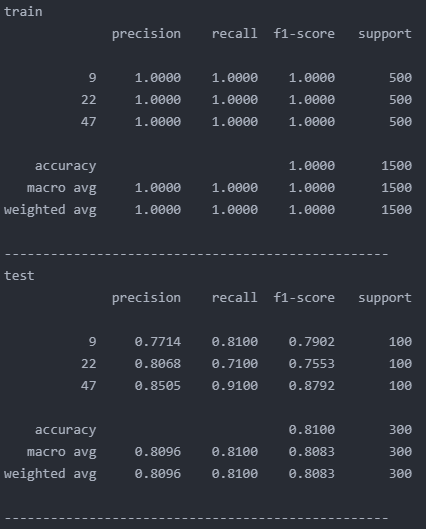 train
precision recall f1-score support
9 1.0000 1.0000 1.0000 500
22 1.0000 1.0000 1.0000 500
47 1.0000 1.0000 1.0000 500
accuracy 1.0000 1500
macro avg 1.0000 1.0000 1.0000 1500
weighted avg 1.0000 1.0000 1.0000 1500
--------------------------------------------------
test
precision recall f1-score support
9 0.7714 0.8100 0.7902 100
22 0.8068 0.7100 0.7553 100
47 0.8505 0.9100 0.8792 100
accuracy 0.8100 300
macro avg 0.8096 0.8100 0.8083 300
weighted avg 0.8096 0.8100 0.8083 300
--------------------------------------------------